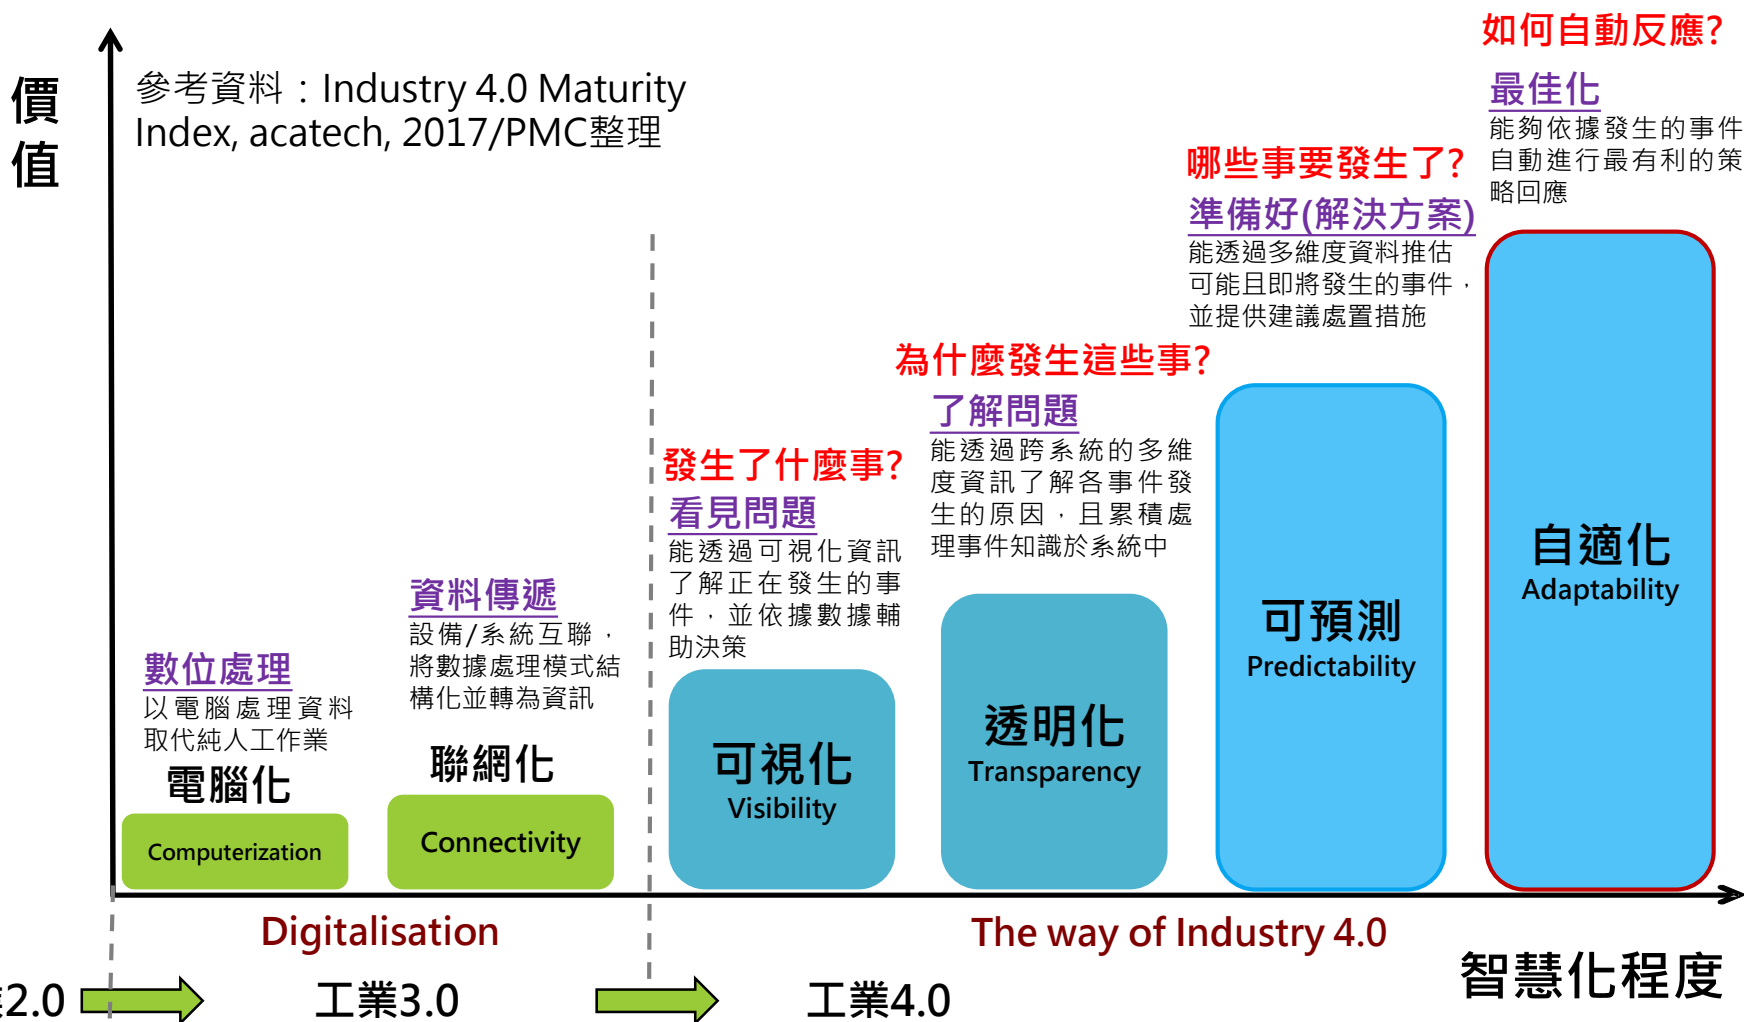 價
值
參考資料：Industry 4.0 Maturity
Index, acatech, 2017/PMC整理
數位處理
以電腦處理資料
取代純人工作業
電腦化
Computerization
資料傳遞
設備/系統互聯，
將數據處理模式結
構化並轉為資訊
聯網化
Connectivity
發生了什麼事?
看見問題
能透過可視化資訊
了解正在發生的事
件，並依據數據輔
助決策
可視化
Visibility
為什麼發生這些事?
了解問題
能透過跨系統的多維
度資訊了解各事件發
生的原因，且累積處
理事件知識於系統中
透明化
Transparency
哪些事要發生了?
準備好(解決方案)
能透過多維度資料推估
可能且即將發生的事件，
並提供建議處置措施
可預測
Predictability
如何自動反應?
最佳化
能夠依據發生的事件
自動進行最有利的策
略回應
自適化
Adaptability
Digitalisation
The way of Industry 4.0
智慧化程度
業2.0
工業3.0
工業4.0